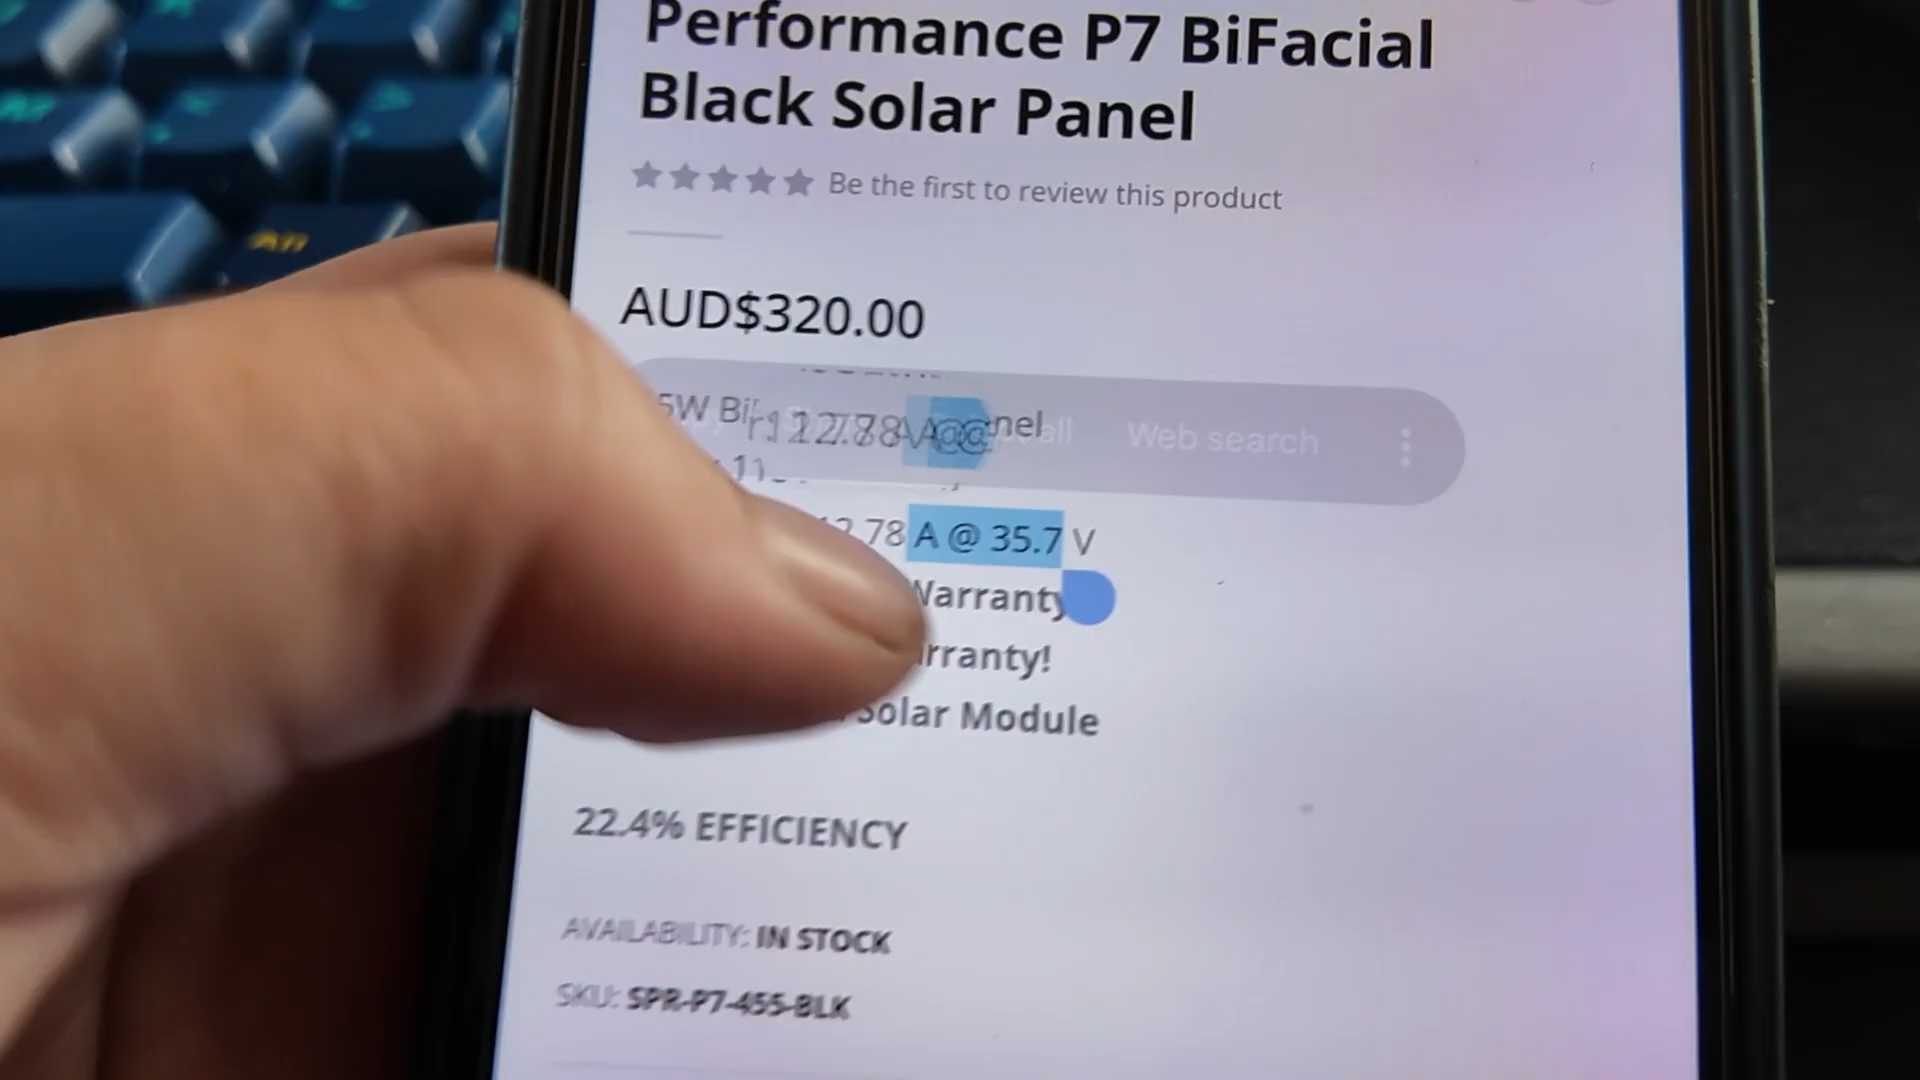 Performance P7 BiFacial
Black Solar Panel
Be the first to review this product
AUD$320.00
Web search
5W
A @ 35.7 V
Warranty
Solar Module
22.4% EFFICIENCY
AVAILABILITY: IN STOCK
SKU: SPR-P7-455-BLK